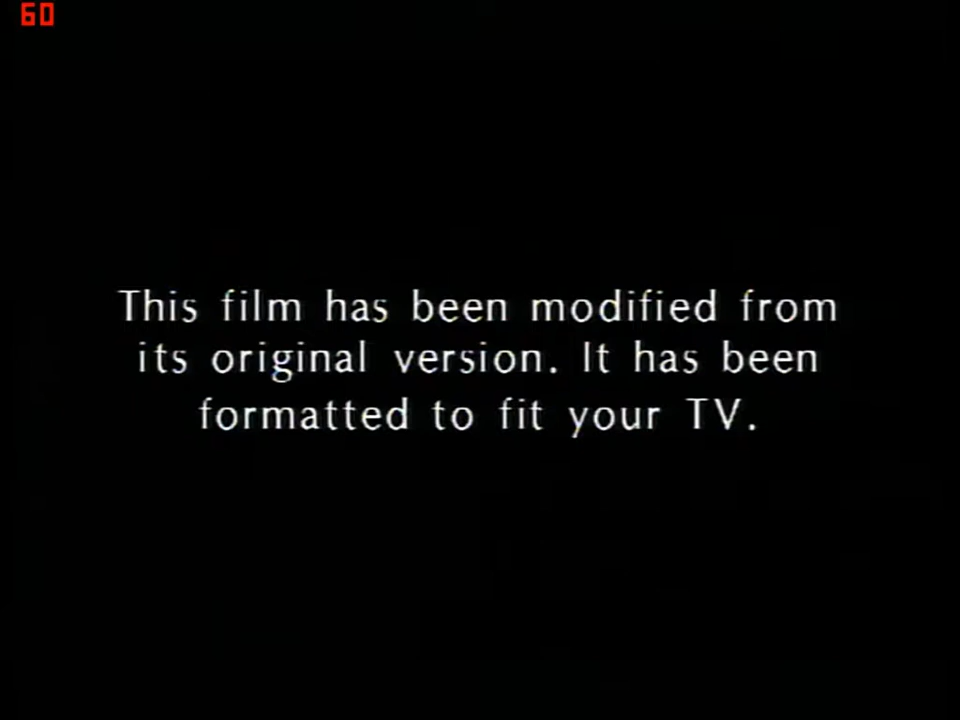 60
This film has been modified from
its original version. It has been
formatted to fit your TV.